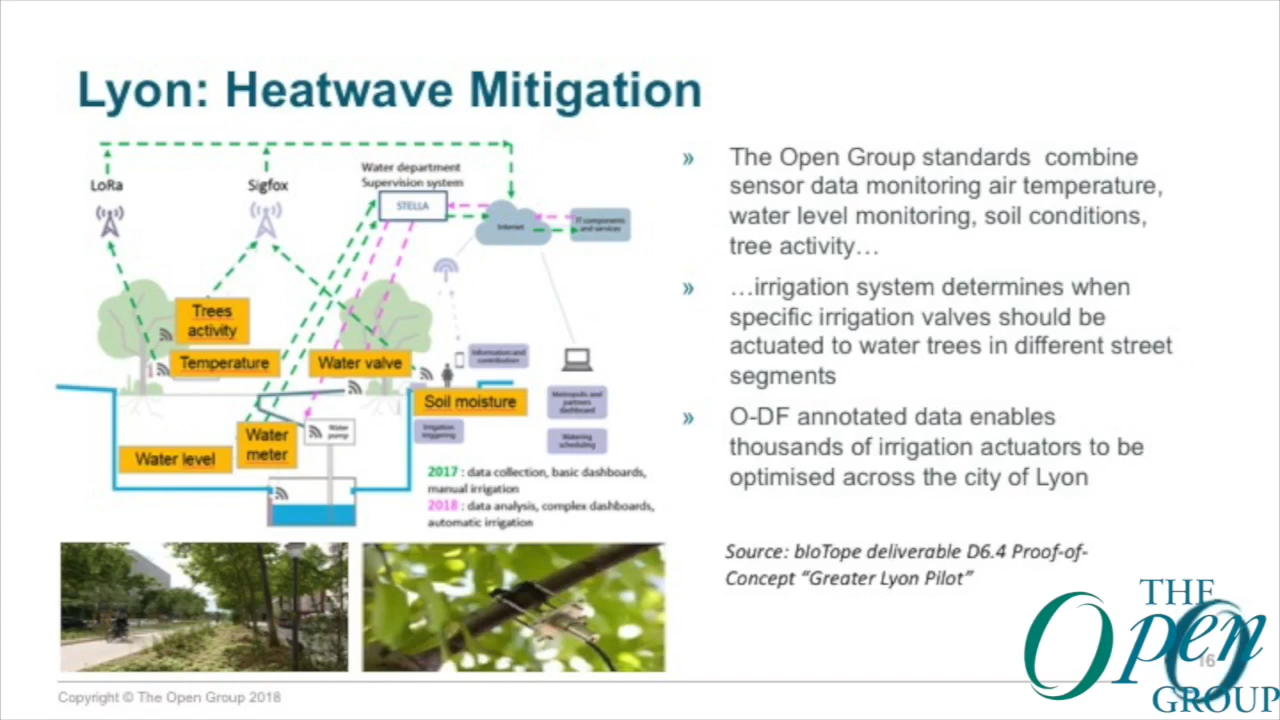 Lyon: Heatwave Mitigation
LoRa
Sigfox
Water department
Supervision system
STELLA
Internet
IT components
and services
Trees
activity
Temperature
Water valve
Information and
contribution
Soil moisture
Metropolis and
partners
dashboard
Irrigation
triggering
Watering
scheduling
Water
pump
Water
meter
Water level
2017 : data collection, basic dashboards,
manual irrigation
2018 : data analysis, complex dashboards,
automatic irrigation
» The Open Group standards combine
sensor data monitoring air temperature,
water level monitoring, soil conditions,
tree activity…
» …irrigation system determines when
specific irrigation valves should be
actuated to water trees in different street
segments
» O-DF annotated data enables
thousands of irrigation actuators to be
optimised across the city of Lyon
Source: bIoTope deliverable D6.4 Proof-of-
Concept “Greater Lyon Pilot”
THE
Open
GROUP
16
Copyright © The Open Group 2018